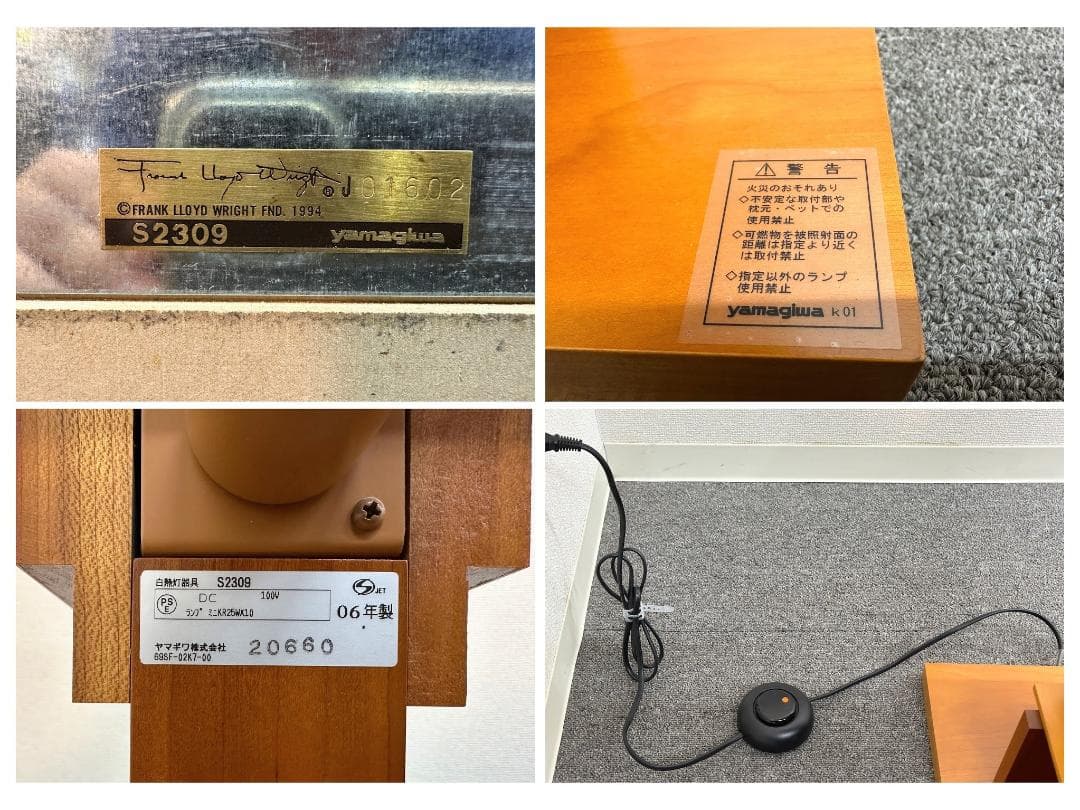 Frank Lloyd Wright ® J 01602
© FRANK LLOYD WRIGHT FND. 1994
S2309 yamagiwa
⚠ 警告
火災のおそれあり
◇不安定な取付部や
枕元・ベットでの
使用禁止
◇可燃物を被照射面の
距離は指定より近く
は取付禁止
◇指定以外のランプ
使用禁止
yamagiwa k01
白熱灯器具 S2309
PSE DC 100V
ランプ ミニKR25WX10
JET
06年製
ヤマギワ株式会社 20660
695F-02K7-00